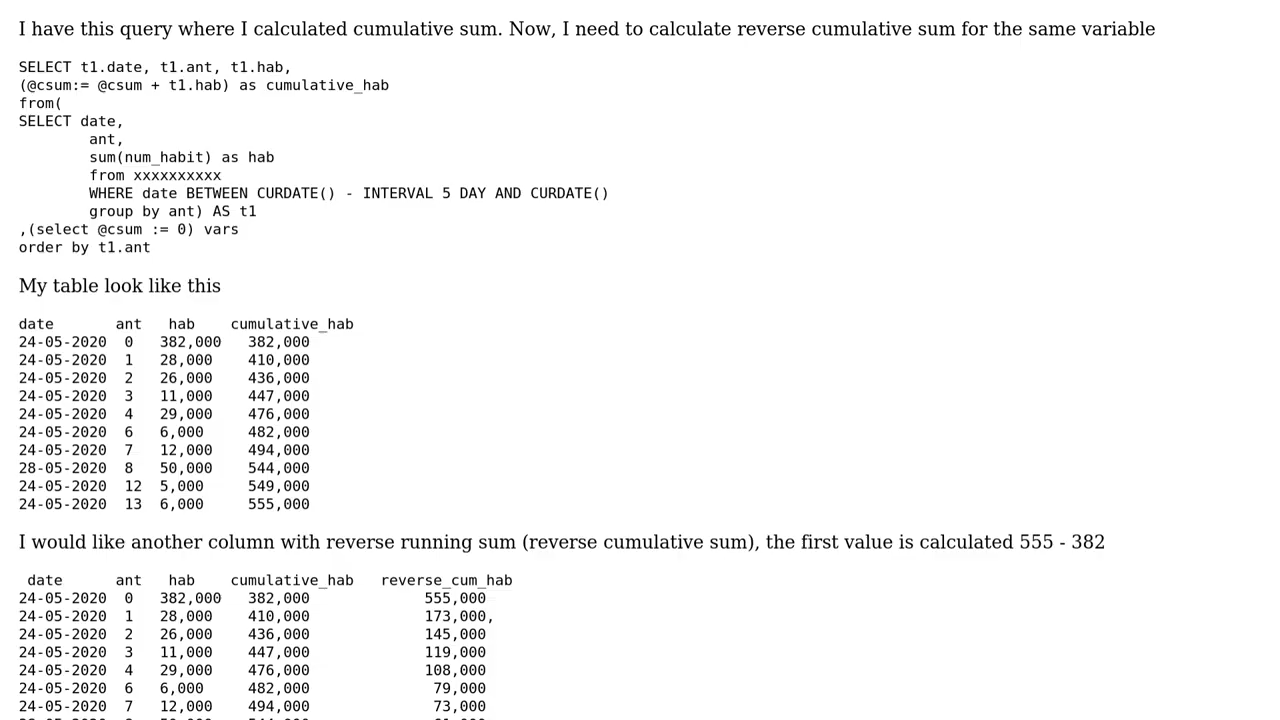 I have this query where I calculated cumulative sum. Now, I need to calculate reverse cumulative sum for the same variable
SELECT t1.date, t1.ant, t1.hab,
(@csum:= @csum + t1.hab) as cumulative_hab
from(
SELECT date,
        ant,
        sum(num_habit) as hab
        from xxxxxxxxxx
        WHERE date BETWEEN CURDATE() - INTERVAL 5 DAY AND CURDATE()
        group by ant) AS t1
,(select @csum := 0) vars
order by t1.ant
My table look like this
date       ant   hab    cumulative_hab
24-05-2020  0   382,000   382,000
24-05-2020  1   28,000    410,000
24-05-2020  2   26,000    436,000
24-05-2020  3   11,000    447,000
24-05-2020  4   29,000    476,000
24-05-2020  6   6,000     482,000
24-05-2020  7   12,000    494,000
28-05-2020  8   50,000    544,000
24-05-2020  12  5,000     549,000
24-05-2020  13  6,000     555,000
I would like another column with reverse running sum (reverse cumulative sum), the first value is calculated 555 - 382
 date      ant   hab    cumulative_hab   reverse_cum_hab
24-05-2020  0   382,000   382,000             555,000
24-05-2020  1   28,000    410,000             173,000,
24-05-2020  2   26,000    436,000             145,000
24-05-2020  3   11,000    447,000             119,000
24-05-2020  4   29,000    476,000             108,000
24-05-2020  6   6,000     482,000              79,000
24-05-2020  7   12,000    494,000              73,000